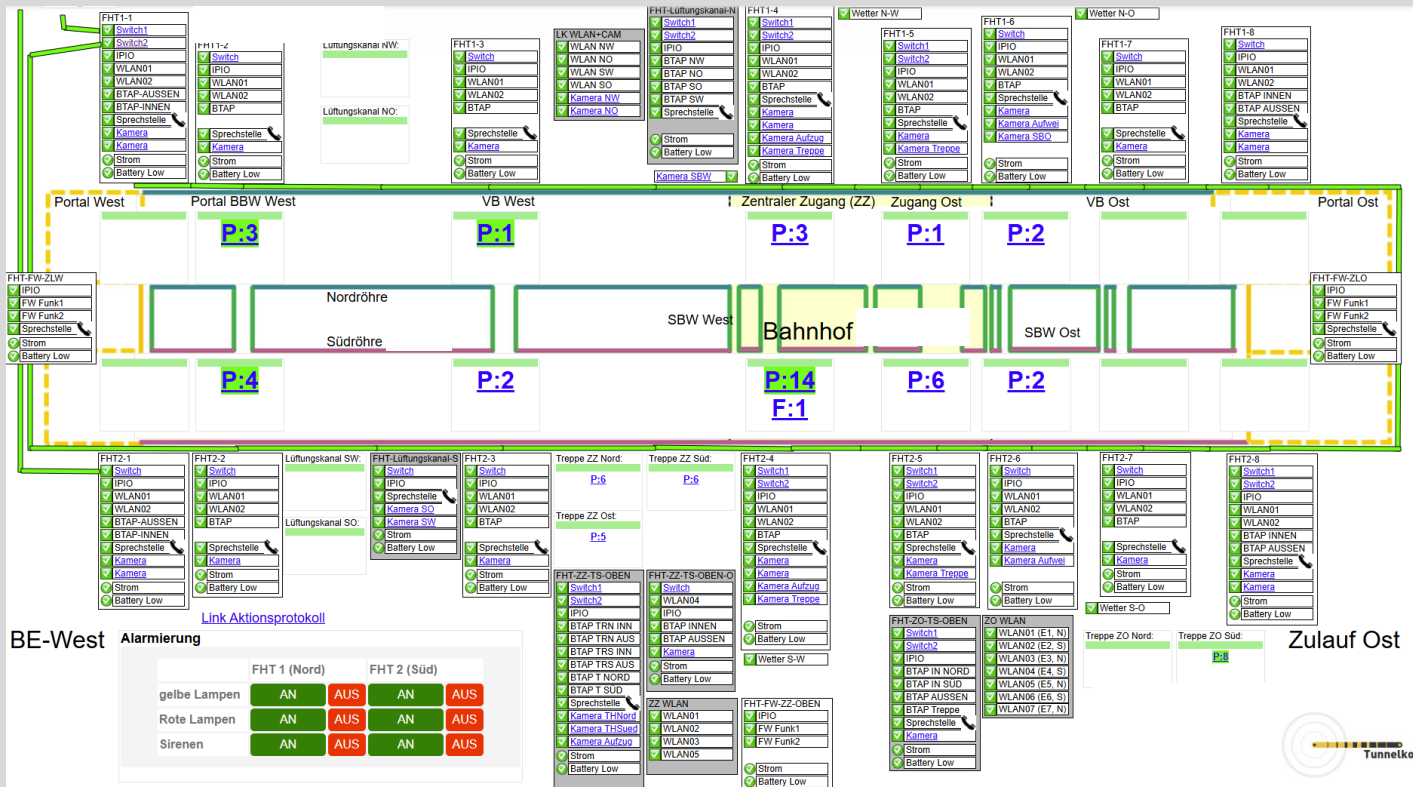 FHT1-1
Switch1
Switch2
IPIO
WLAN01
WLAN02
BTAP-AUSSEN
BTAP-INNEN
Sprechstelle
Kamera
Kamera
Strom
Battery Low
FHT1-2
Switch
IPIO
WLAN01
WLAN02
BTAP
Sprechstelle
Kamera
Strom
Battery Low
Lüftungskanal NW:
Lüftungskanal NO:
FHT1-3
Switch
IPIO
WLAN01
WLAN02
BTAP
Sprechstelle
Kamera
Strom
Battery Low
LK WLAN+CAM
WLAN NW
WLAN NO
WLAN SW
WLAN SO
Kamera NW
Kamera NO
FHT-Lüftungskanal-N
Switch1
Switch2
IPIO
BTAP NW
BTAP NO
BTAP SO
BTAP SW
Sprechstelle
Strom
Battery Low
Kamera SBW
FHT1-4
Switch1
Switch2
IPIO
WLAN01
WLAN02
BTAP
Sprechstelle
Kamera
Kamera
Kamera Aufzug
Kamera Treppe
Strom
Battery Low
Wetter N-W
FHT1-5
Switch1
Switch2
IPIO
WLAN01
WLAN02
BTAP
Sprechstelle
Kamera
Kamera Treppe
Strom
Battery Low
FHT1-6
Switch
IPIO
WLAN01
WLAN02
BTAP
Sprechstelle
Kamera
Kamera Aufwei
Kamera SBO
Strom
Battery Low
Wetter N-O
FHT1-7
Switch
IPIO
WLAN01
WLAN02
BTAP
Sprechstelle
Kamera
Strom
Battery Low
FHT1-8
Switch
IPIO
WLAN01
WLAN02
BTAP INNEN
BTAP AUSSEN
Sprechstelle
Kamera
Kamera
Strom
Battery Low
Portal West
Portal BBW West
VB West
Zentraler Zugang (ZZ)
Zugang Ost
VB Ost
Portal Ost
P:3
P:1
P:3
P:1
P:2
FHT-FW-ZLW
IPIO
FW Funk1
FW Funk2
Sprechstelle
Strom
Battery Low
Nordröhre
Südröhre
SBW West
Bahnhof
SBW Ost
FHT-FW-ZLO
IPIO
FW Funk1
FW Funk2
Sprechstelle
Strom
Battery Low
P:4
P:2
P:14
F:1
P:6
P:2
FHT2-1
Switch
IPIO
WLAN01
WLAN02
BTAP-AUSSEN
BTAP-INNEN
Sprechstelle
Kamera
Kamera
Strom
Battery Low
FHT2-2
Switch
IPIO
WLAN01
WLAN02
BTAP
Sprechstelle
Kamera
Strom
Battery Low
Lüftungskanal SW:
Lüftungskanal SO:
FHT-Lüftungskanal-S
Switch
IPIO
Sprechstelle
Kamera SO
Kamera SW
Strom
Battery Low
FHT2-3
Switch
IPIO
WLAN01
WLAN02
BTAP
Sprechstelle
Kamera
Strom
Battery Low
Treppe ZZ Nord:
P:6
Treppe ZZ Süd:
P:6
Treppe ZZ Ost:
P:5
FHT2-4
Switch1
Switch2
IPIO
WLAN01
WLAN02
BTAP
Sprechstelle
Kamera
Kamera
Kamera Aufzug
Kamera Treppe
Strom
Battery Low
Wetter S-W
FHT2-5
Switch1
Switch2
IPIO
WLAN01
WLAN02
BTAP
Sprechstelle
Kamera
Kamera Treppe
Strom
Battery Low
FHT2-6
Switch
IPIO
WLAN01
WLAN02
BTAP
Sprechstelle
Kamera
Kamera Aufwei
Strom
Battery Low
FHT2-7
Switch
IPIO
WLAN01
WLAN02
BTAP
Sprechstelle
Kamera
Strom
Battery Low
Wetter S-O
FHT2-8
Switch1
Switch2
IPIO
WLAN01
WLAN02
BTAP INNEN
BTAP AUSSEN
Sprechstelle
Kamera
Kamera
Strom
Battery Low
FHT-ZZ-TS-OBEN
Switch1
Switch2
IPIO
BTAP TRN INN
BTAP TRN AUS
BTAP TRS INN
BTAP TRS AUS
BTAP T NORD
BTAP T SÜD
Sprechstelle
Kamera THNord
Kamera THSued
Kamera Aufzug
Strom
Battery Low
FHT-ZZ-TS-OBEN-O
Switch
WLAN04
IPIO
BTAP INNEN
BTAP AUSSEN
Kamera
Strom
Battery Low
ZZ WLAN
WLAN01
WLAN02
WLAN03
WLAN05
FHT-FW-ZZ-OBEN
IPIO
FW Funk1
FW Funk2
Strom
Battery Low
FHT-ZO-TS-OBEN
Switch1
Switch2
IPIO
BTAP IN NORD
BTAP IN SÜD
BTAP AUSSEN
BTAP Treppe
Sprechstelle
Kamera
Strom
Battery Low
ZO WLAN
WLAN01 (E1, N)
WLAN02 (E2, S)
WLAN03 (E3, N)
WLAN04 (E4, S)
WLAN05 (E5, N)
WLAN06 (E6, S)
WLAN07 (E7, N)
Treppe ZO Nord:
Treppe ZO Süd:
P:8
Zulauf Ost
BE-West
Link Aktionsprotokoll
Alarmierung
FHT 1 (Nord) FHT 2 (Süd)
gelbe Lampen AN AUS AN AUS
Rote Lampen AN AUS AN AUS
Sirenen AN AUS AN AUS
Tunnelko